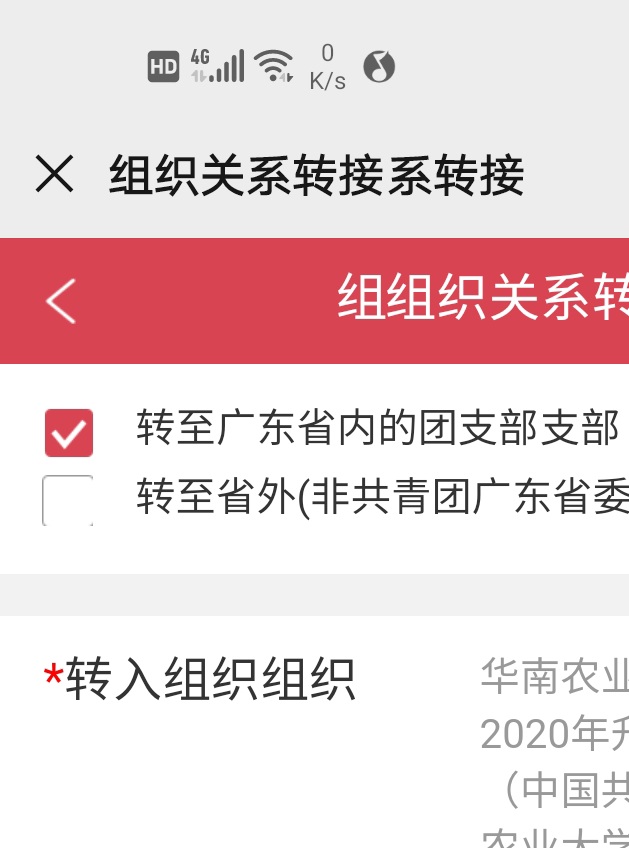 HD 4G 0 K/s
组织关系转接系转接
组组织关系转
转至广东省内的团支部支部
转至省外(非共青团广东省委
*转入组织组织
华南农业
2020年升
（中国共
农业大学